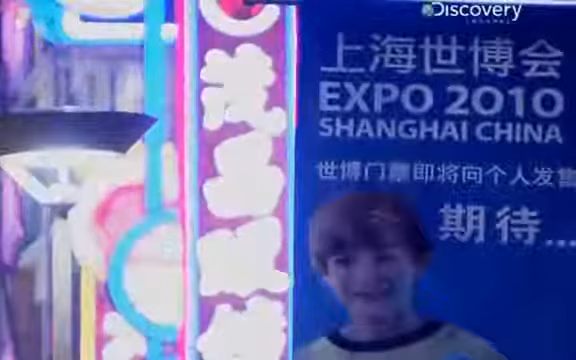 Discovery
CHANNEL
上海世博会
EXPO 2010
SHANGHAI CHINA
世博门票即将向个人发售
期待...